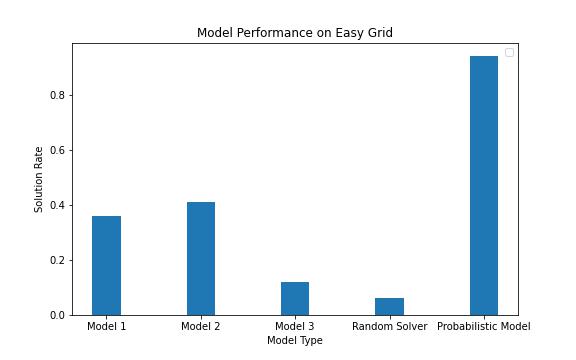 Model Performance on Easy Grid
Solution Rate
0.8
0.6
0.4
0.2
0.0
Model 1 Model 2 Model 3 Random Solver Probabilistic Model
Model Type